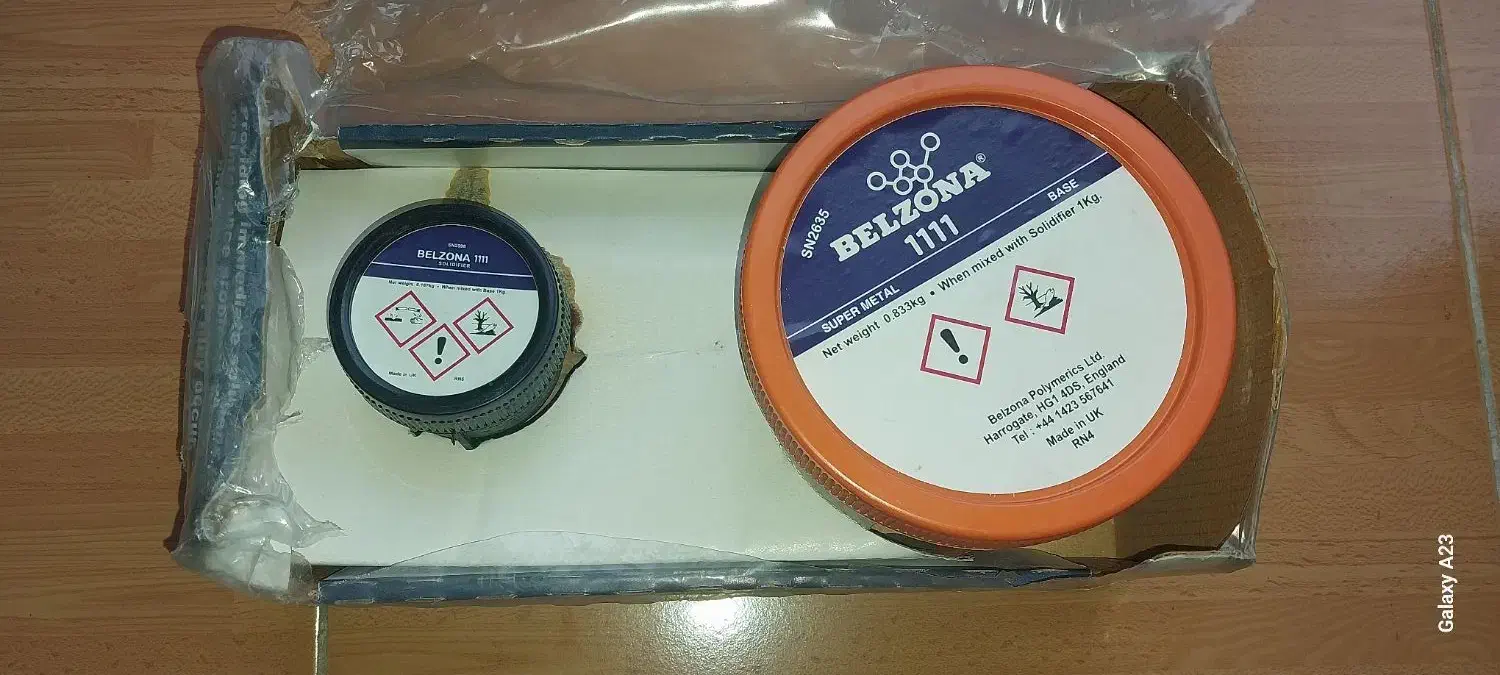 BELZONA 1111
SOLIDIFIER
When mixed with Base 1Kg.
Made in UK
SN2635
BELZONA®
1111
SUPER METAL
BASE
Net weight 0.833kg • When mixed with Solidifier 1Kg.
Belzona Polymerics Ltd.
Harrogate, HG1 4DS, England
Tel : +44 1423 567641
Made in UK
RN4
Galaxy A23